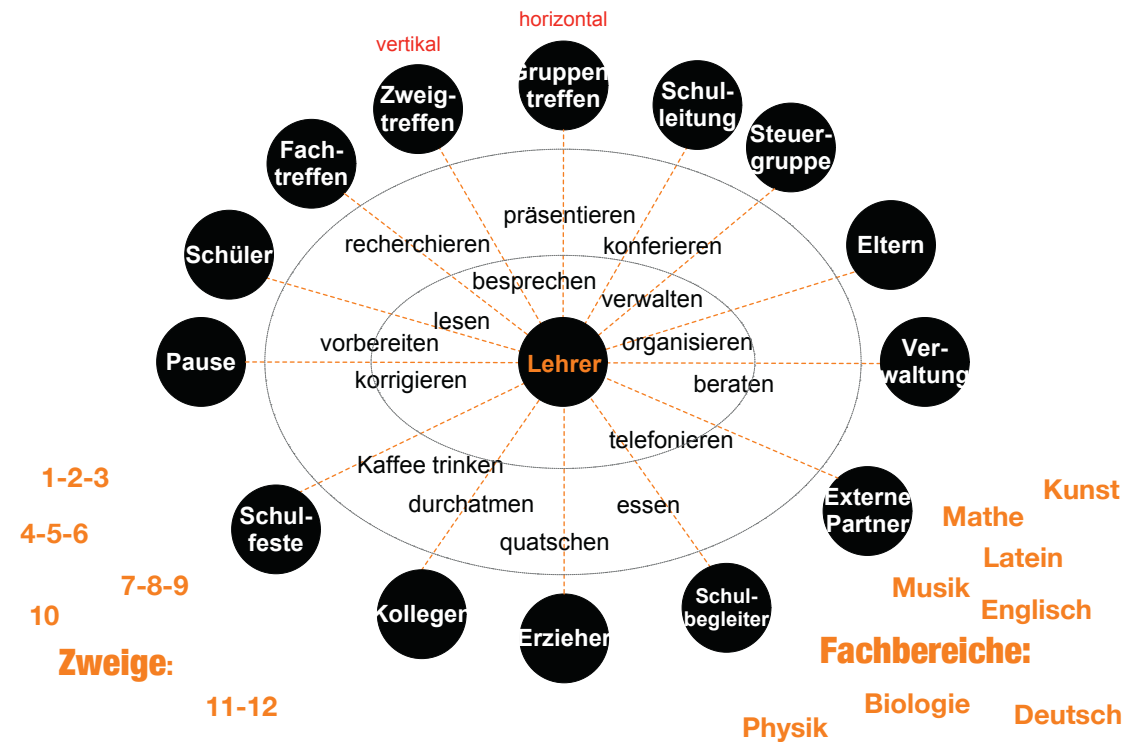 horizontal
vertikal
Gruppen
treffen
Zweig-
treffen
Schul-
leitung
Steuer-
gruppe
Fach-
treffen
Schüler
Eltern
Pause
Ver-
waltung
präsentieren
recherchieren
konferieren
besprechen
verwalten
lesen
vorbereiten
organisieren
Lehrer
korrigieren
beraten
telefonieren
Kaffee trinken
durchatmen
essen
quatschen
Schul-
feste
Kollegen
Erzieher
Schul-
begleiter
Externe
Partner
1-2-3
4-5-6
7-8-9
10
Zweige:
11-12
Kunst
Mathe
Latein
Musik
Englisch
Fachbereiche:
Biologie
Deutsch
Physik